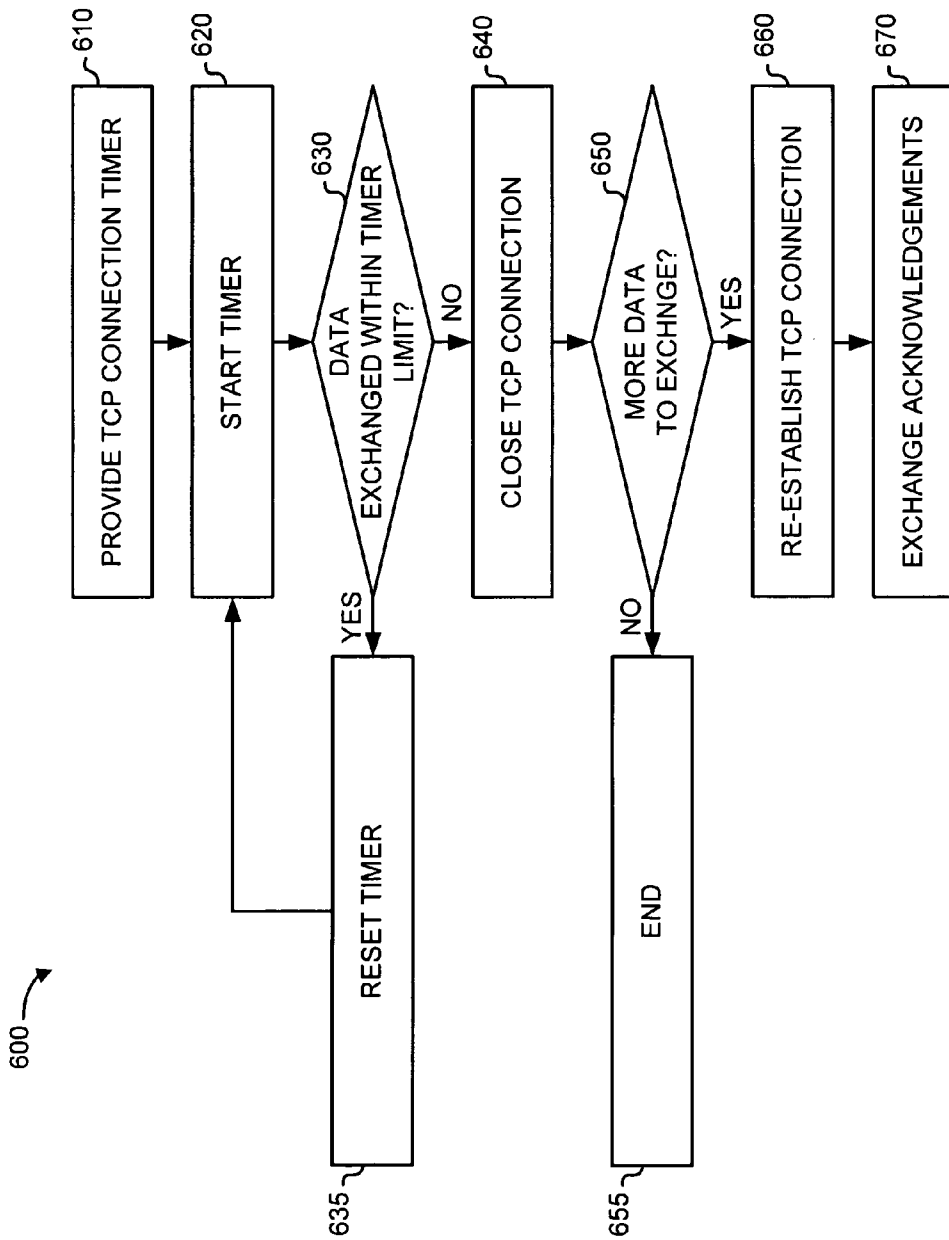 600
610
PROVIDE TCP CONNECTION TIMER
620
START TIMER
630
DATA
EXCHANGED WITHIN TIMER
LIMIT?
YES
NO
635
RESET TIMER
640
CLOSE TCP CONNECTION
650
MORE DATA
TO EXCHNGE?
NO
YES
655
END
660
RE-ESTABLISH TCP CONNECTION
670
EXCHANGE ACKNOWLEDGEMENTS